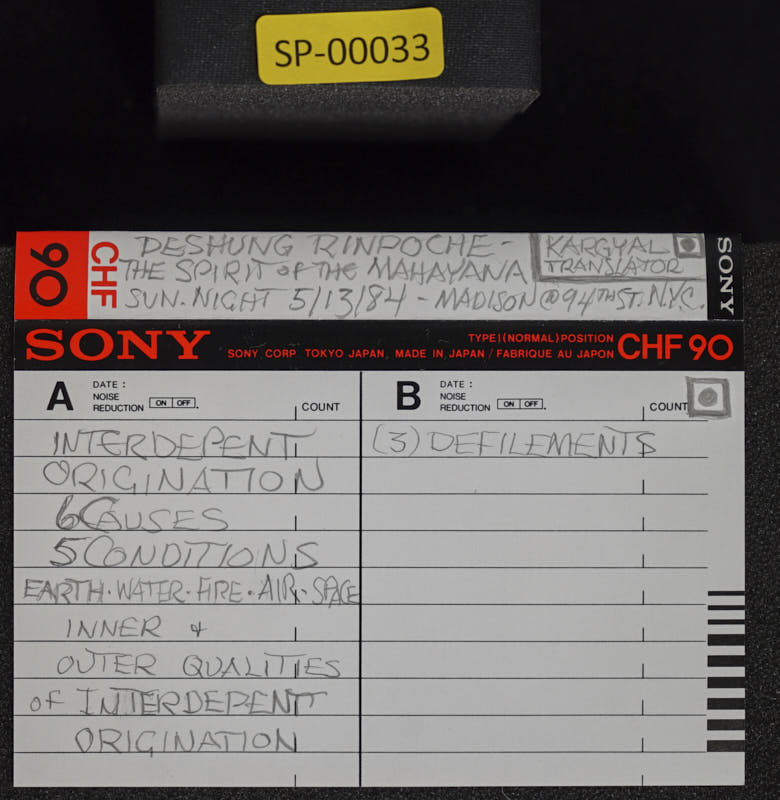 SP-00033
90
CHF
DESHUNG RINPOCHE-
THE SPIRIT of THE MAHAYANA
SUN. NIGHT 5/13/84 - MADISON @ 94TH ST. N.Y.C.
KARGYAL
TRANSLATOR
SONY
SONY
TYPE I (NORMAL) POSITION
SONY CORP TOKYO JAPAN, MADE IN JAPAN / FABRIQUE AU JAPON
CHF 90
A
DATE :
NOISE
REDUCTION ON OFF .
COUNT
INTERDEPENT
ORIGINATION
6 CAUSES
5 CONDITIONS
EARTH · WATER · FIRE · AIR · SPACE
INNER &
OUTER QUALITIES
of INTERDEPENT
ORIGINATION
B
DATE :
NOISE
REDUCTION ON OFF .
COUNT
(3) DEFILEMENTS